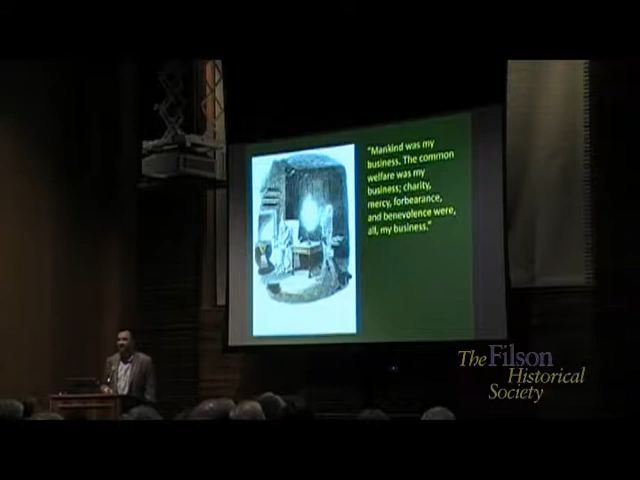 "Mankind was my
business. The common
welfare was my
business; charity,
mercy, forbearance,
and benevolence were,
all, my business."
The Filson
Historical
Society